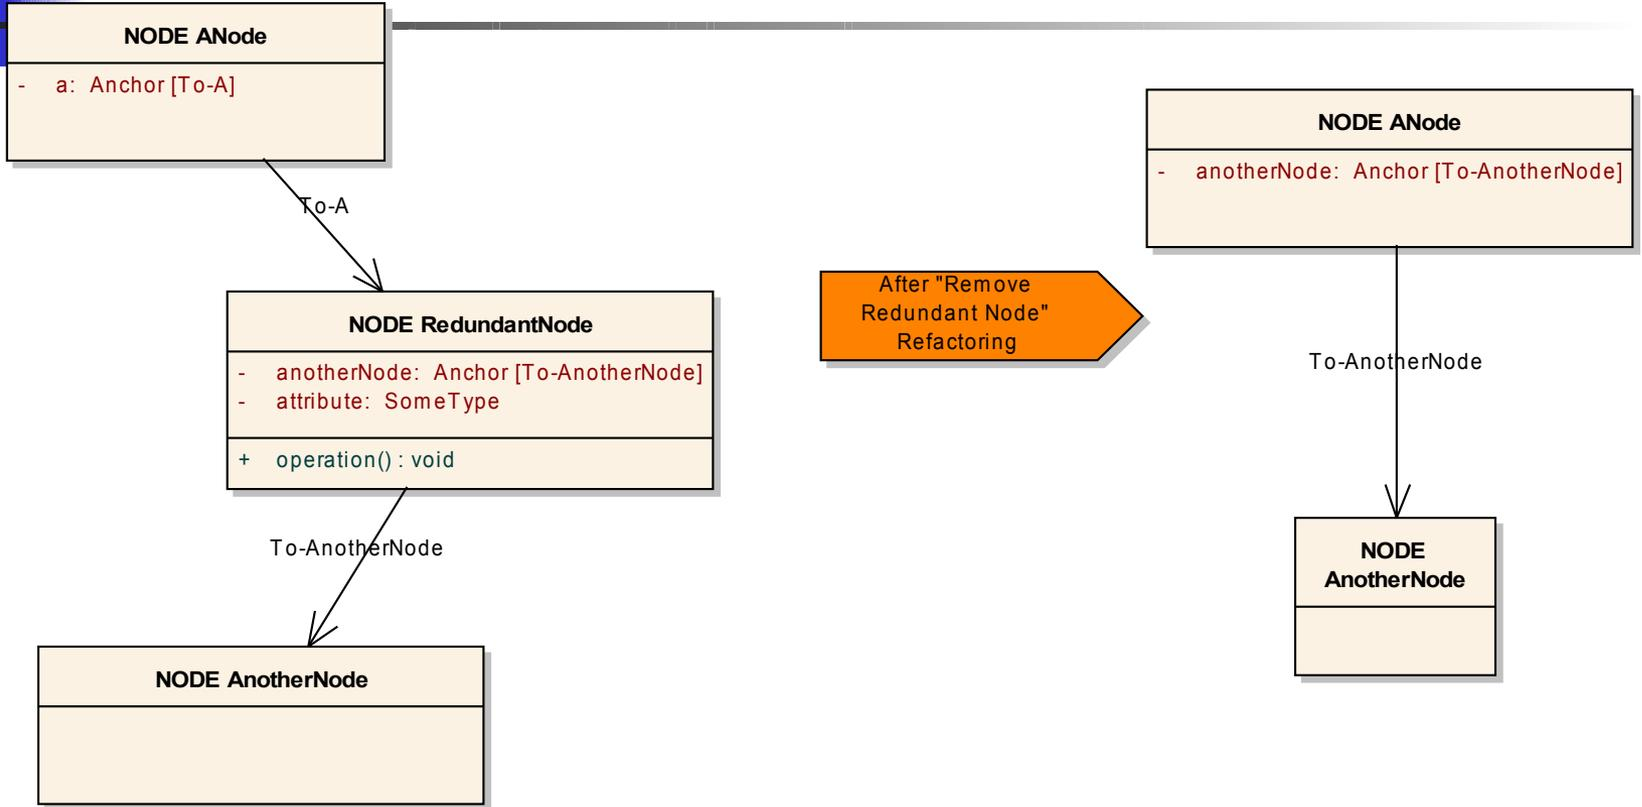 NODE ANode
- a: Anchor [To-A]
To-A
NODE RedundantNode
- anotherNode: Anchor [To-AnotherNode]
- attribute: SomeType
+ operation() : void
To-AnotherNode
NODE AnotherNode
After "Remove
Redundant Node"
Refactoring
NODE ANode
- anotherNode: Anchor [To-AnotherNode]
To-AnotherNode
NODE
AnotherNode